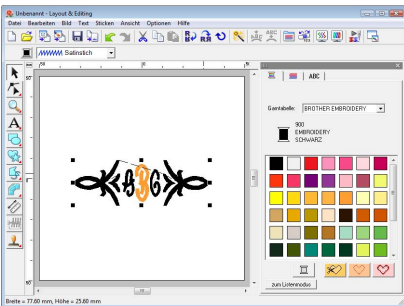 Unbenannt - Layout & Editing
Datei Bearbeiten Bild Text Sticken Ansicht Optionen Hilfe
Satinstich
ABC
Garntabelle: BROTHER EMBROIDERY
900
EMBROIDERY
SCHWARZ
ABC
zum Listenmodus
Breite = 77.60 mm, Höhe = 25.60 mm